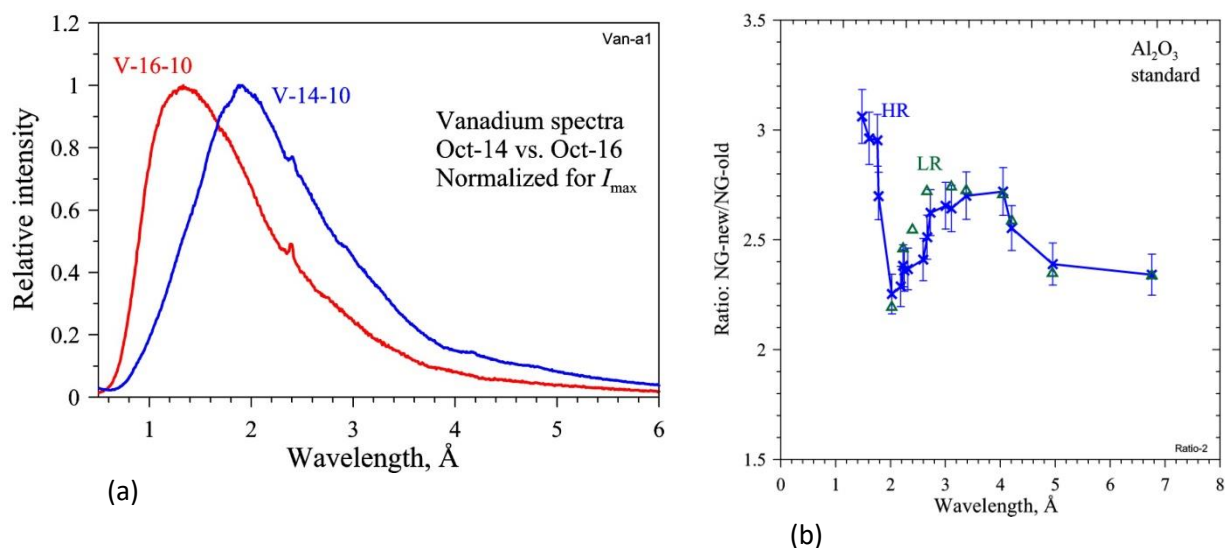 1.2
Van-a1
V-16-10
1
V-14-10
0.8
Vanadium spectra
Oct-14 vs. Oct-16
Normalized for Imax
0.6
0.4
0.2
0
1 2 3 4 5 6
Relative intensity
Wavelength, Å
(a)
3.5
Al2O3
standard
HR
3
LR
2.5
2
1.5
Ratio-2
0 1 2 3 4 5 6 7 8
Ratio: NG-new/NG-old
Wavelength, Å
(b)